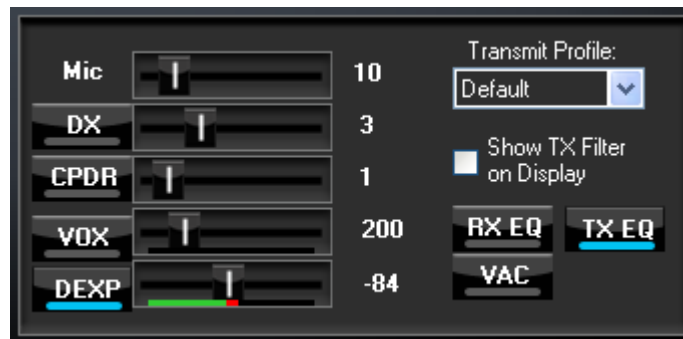 Mic 10
DX 3
CPDR 1
VOX 200
DEXP -84
Transmit Profile:
Default
Show TX Filter
on Display
RX EQ TX EQ
VAC